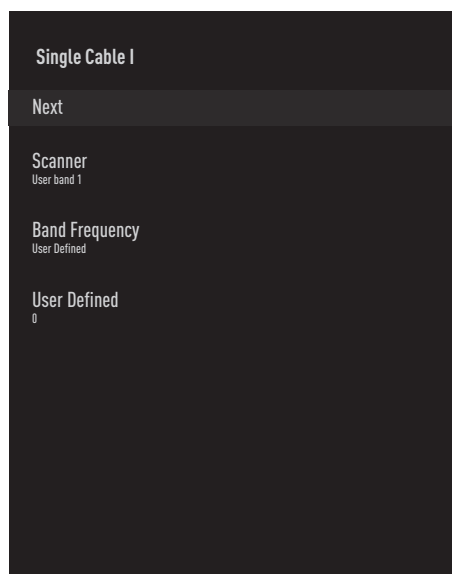 Single Cable I
Next
Scanner
User band 1
Band Frequency
User Defined
User Defined
0